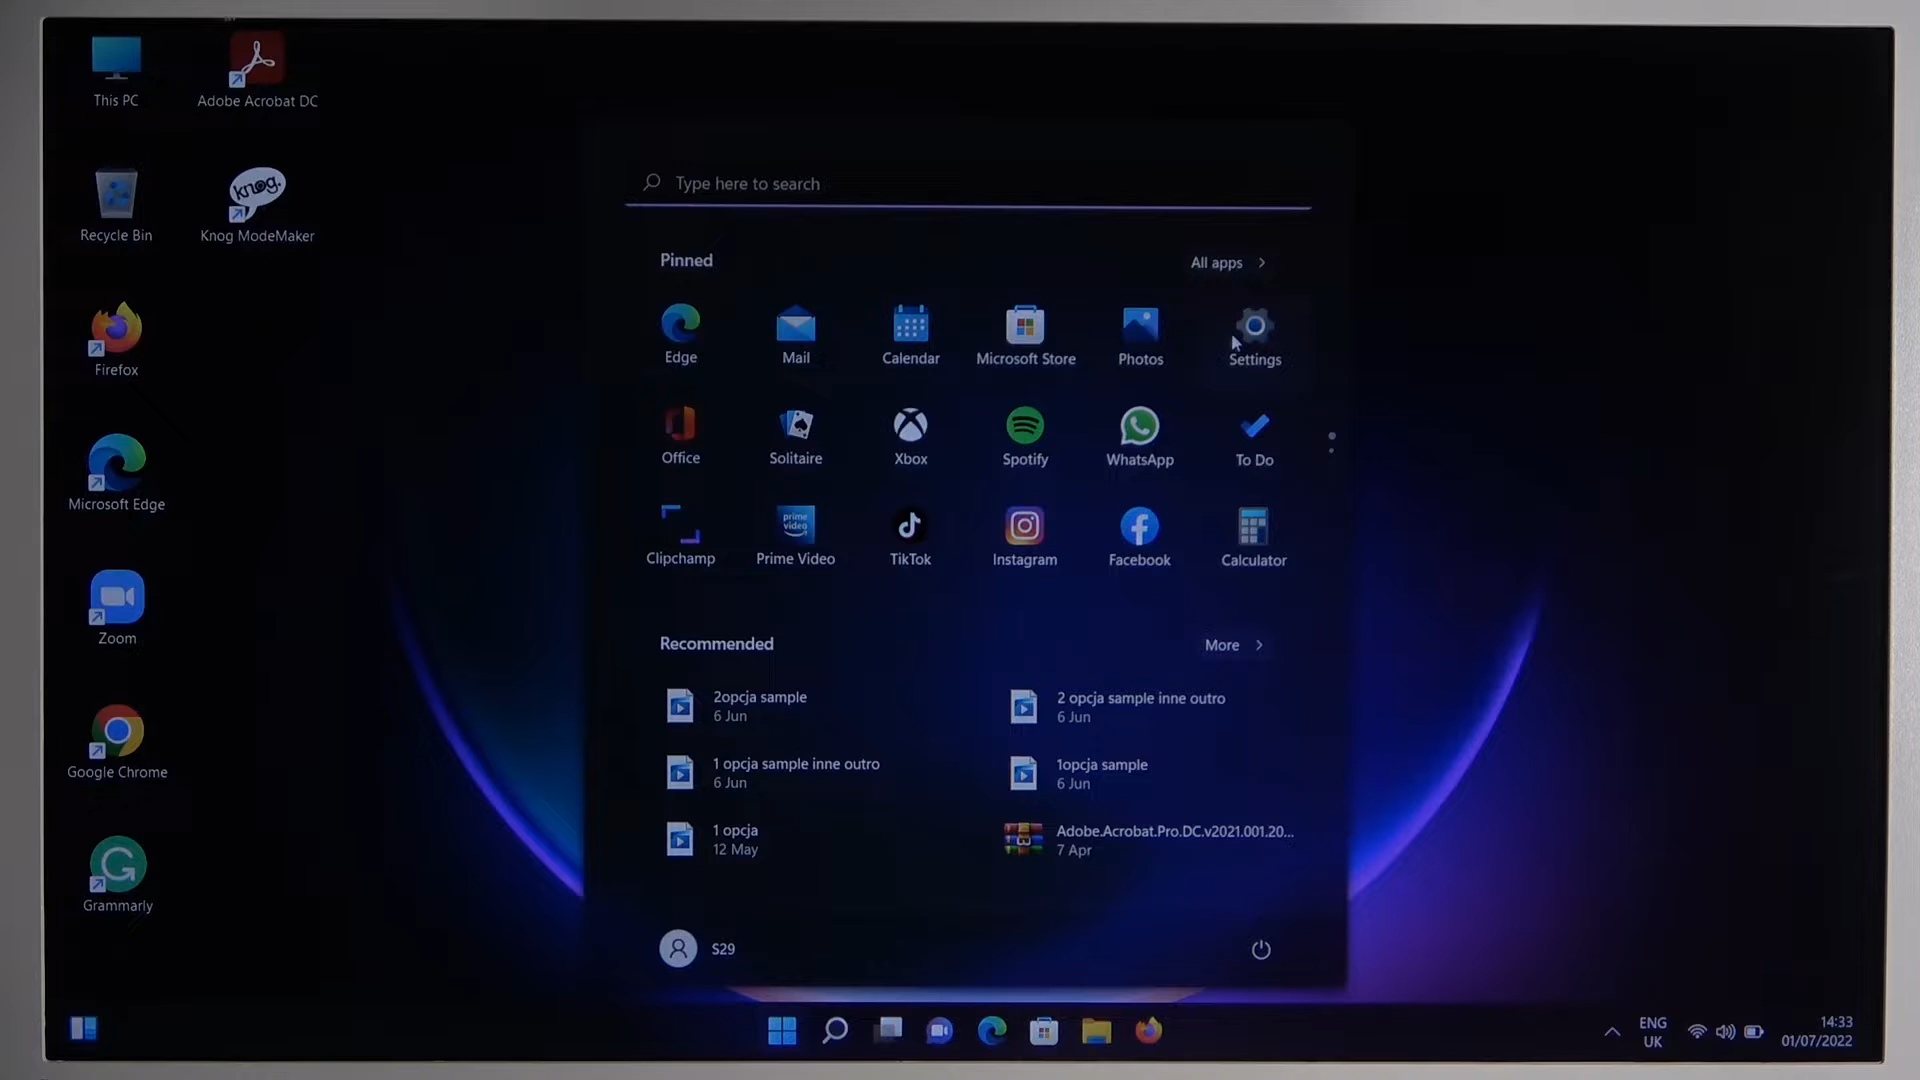 This PC
Adobe Acrobat DC
Recycle Bin
knog.
Knog ModeMaker
Firefox
Microsoft Edge
Zoom
Google Chrome
Grammarly
Type here to search
Pinned
All apps
Edge
Mail
Calendar
Microsoft Store
Photos
Settings
Office
Solitaire
Xbox
Spotify
WhatsApp
To Do
Clipchamp
prime
video
Prime Video
TikTok
Instagram
Facebook
Calculator
Recommended
More
2opcja sample
6 Jun
2 opcja sample inne outro
6 Jun
1 opcja sample inne outro
6 Jun
1opcja sample
6 Jun
1 opcja
12 May
Adobe.Acrobat.Pro.DC.v2021.001.20...
7 Apr
S29
ENG
UK
14:33
01/07/2022